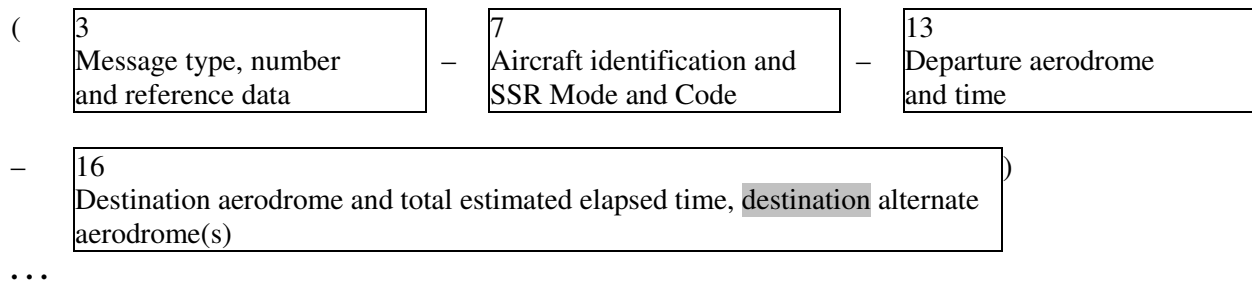 ( 3 7 13
Message type, number – Aircraft identification and – Departure aerodrome
and reference data SSR Mode and Code and time
– 16 )
Destination aerodrome and total estimated elapsed time, destination alternate
aerodrome(s)
. . .